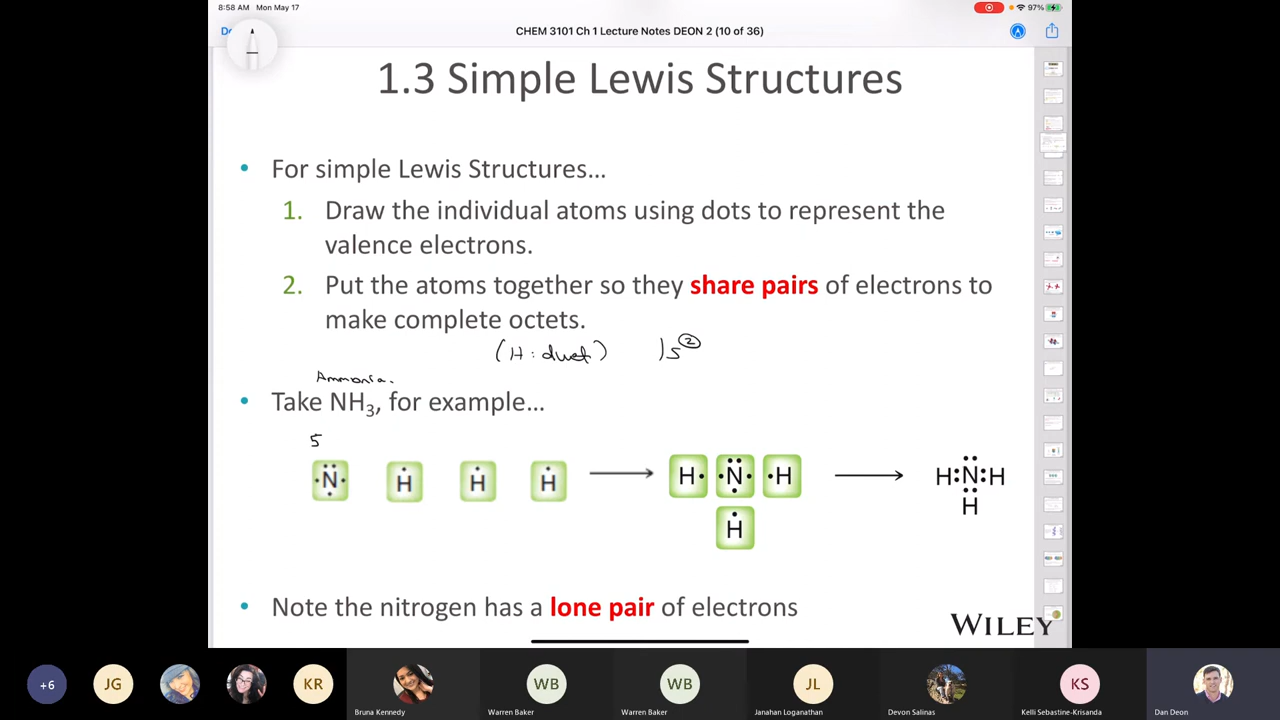 8:58 AM Mon May 17
97%
CHEM 3101 Ch 1 Lecture Notes DEON 2 (10 of 36)
1.3 Simple Lewis Structures
• For simple Lewis Structures...
1. Draw the individual atoms using dots to represent the
valence electrons.
2. Put the atoms together so they share pairs of electrons to
make complete octets.
(H: duet) 1s²
Ammonia.
• Take NH₃, for example...
5
N H H H H N H H:N:H
H H
• Note the nitrogen has a lone pair of electrons
WILEY
+6 JG KR WB WB JL KS
Bruna Kennedy Warren Baker Warren Baker Janahan Loganathan Devon Salinas Kelli Sebastine-Krisanda Dan Deon